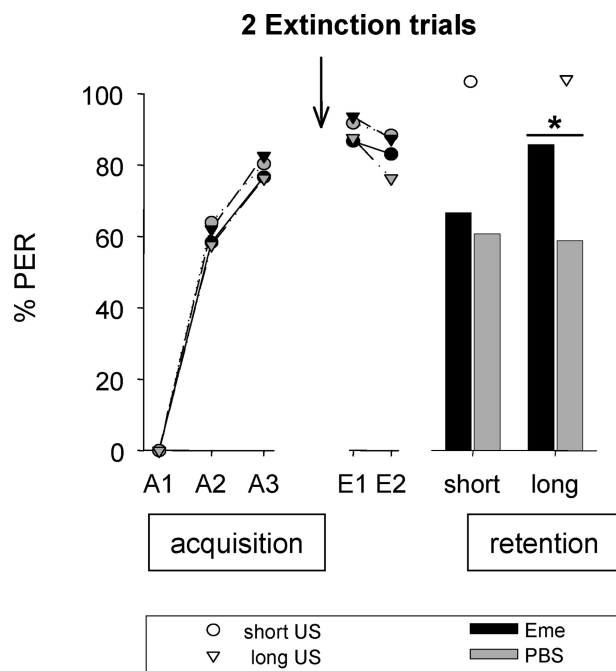 2 Extinction trials
% PER
100
80
60
40
20
0
*
A1 A2 A3 E1 E2 short long
acquisition retention
short US Eme
long US PBS